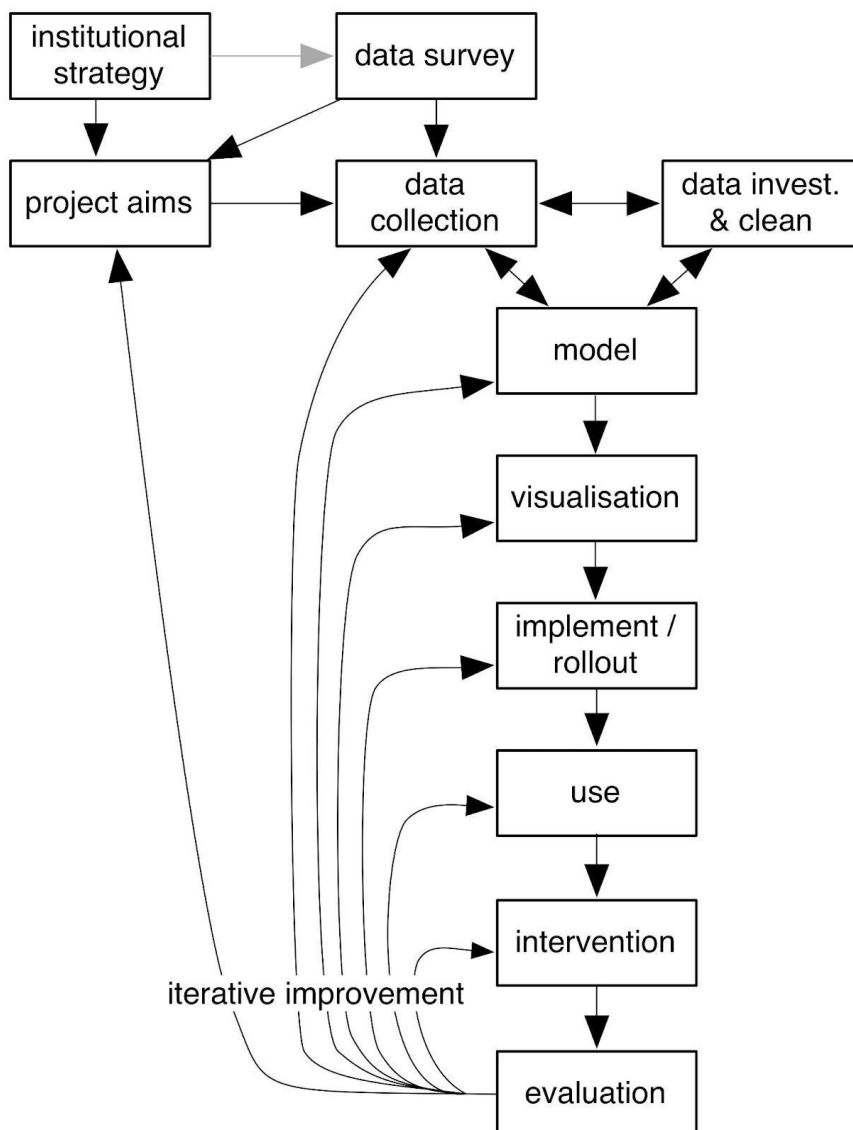 institutional
strategy
data survey
project aims
data
collection
data invest.
& clean
model
visualisation
implement /
rollout
use
intervention
iterative improvement
evaluation